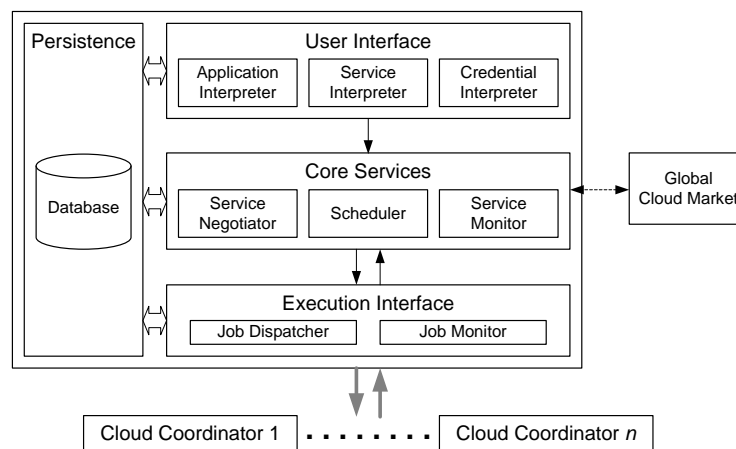 Persistence
Database
User Interface
Application
Interpreter
Service
Interpreter
Credential
Interpreter
Core Services
Service
Negotiator
Scheduler
Service
Monitor
Execution Interface
Job Dispatcher
Job Monitor
Global
Cloud Market
Cloud Coordinator 1
Cloud Coordinator n